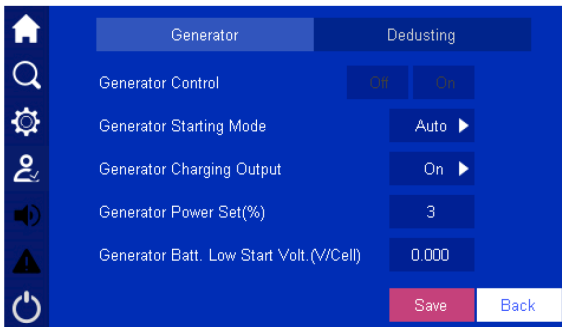 Generator Dedusting
Generator Control Off On
Generator Starting Mode Auto
Generator Charging Output On
Generator Power Set(%) 3
Generator Batt. Low Start Volt.(V/Cell) 0.000
Save Back